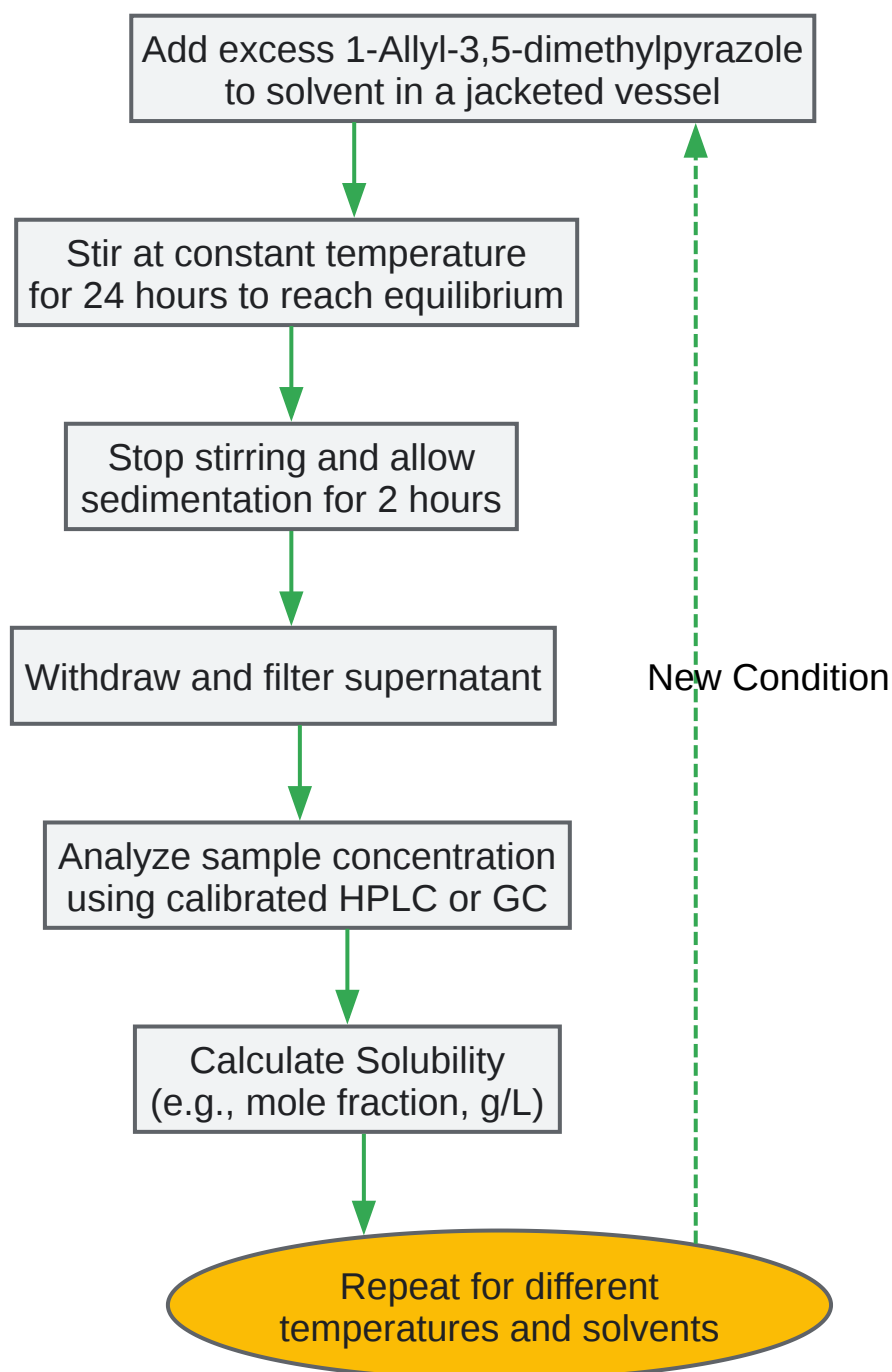 Add excess 1-Allyl-3,5-dimethylpyrazole
to solvent in a jacketed vessel
Stir at constant temperature
for 24 hours to reach equilibrium
Stop stirring and allow
sedimentation for 2 hours
Withdraw and filter supernatant
New Condition
Analyze sample concentration
using calibrated HPLC or GC
Calculate Solubility
(e.g., mole fraction, g/L)
Repeat for different
temperatures and solvents